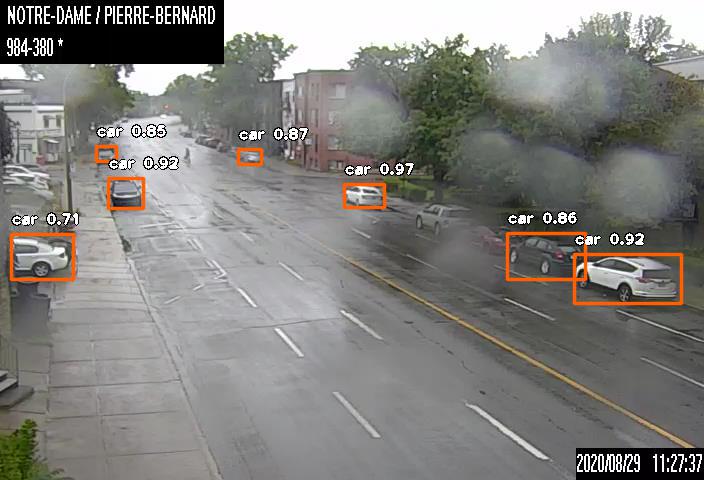 NOTRE-DAME / PIERRE-BERNARD
984-380 *
car 0.85
car 0.87
car 0.92
car 0.97
car 0.71
car 0.86
car 0.92
2020/08/29 11:27:37